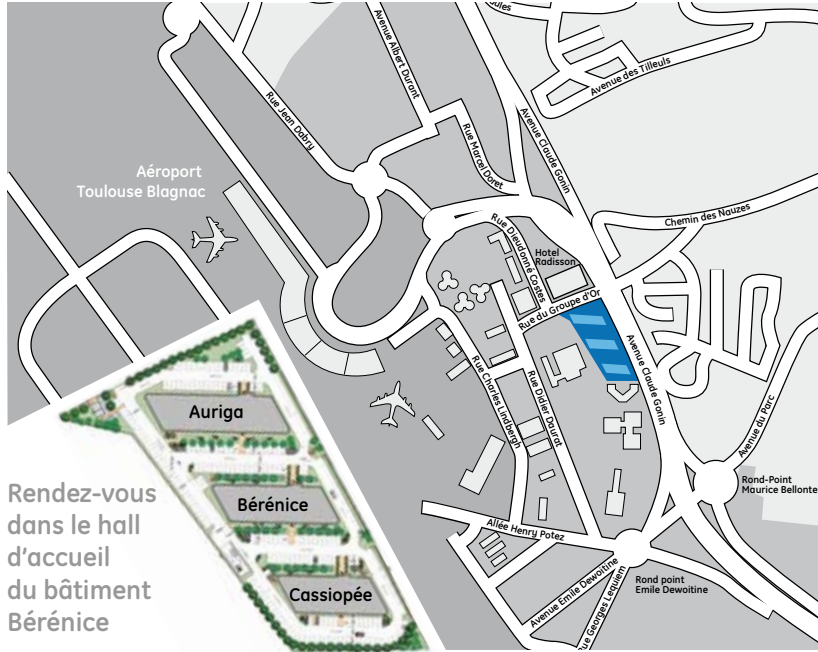 Avenue Albert Durant
Avenue des Tilleuls
Rue Jean Dabry
Rue Marcel Doret
Avenue Claude Gonin
Aéroport
Toulouse Blagnac
Chemin des Nauzes
Rue Dieudonné Costes
Hotel
Radisson
Rue du Groupe d'Or
Avenue Claude Gonin
Rue Charles Lindbergh
Rue Didier Daurat
Avenue du Parc
Auriga
Bérénice
Cassiopée
Rendez-vous
dans le hall
d'accueil
du bâtiment
Bérénice
Rond-Point
Maurice Bellonte
Allée Henry Potez
Avenue Emile Dewoitine
Rue Georges Lequiem
Rond point
Emile Dewoitine